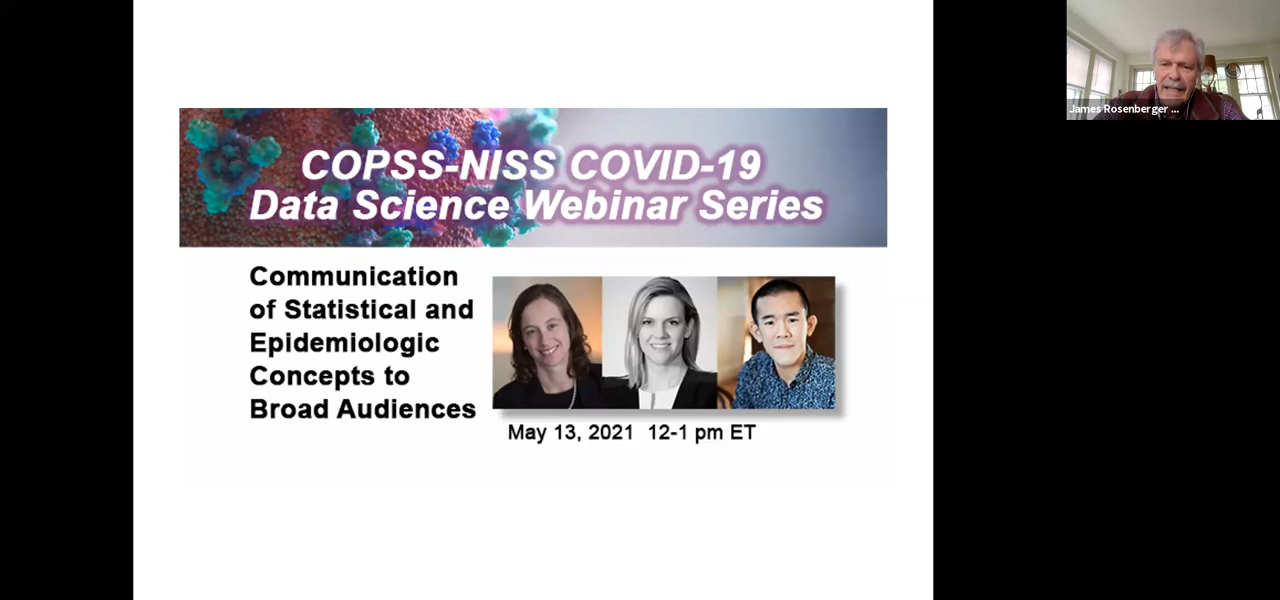 COPSS-NISS COVID-19
Data Science Webinar Series
Communication
of Statistical and
Epidemiologic
Concepts to
Broad Audiences
May 13, 2021 12-1 pm ET
James Rosenberger ...